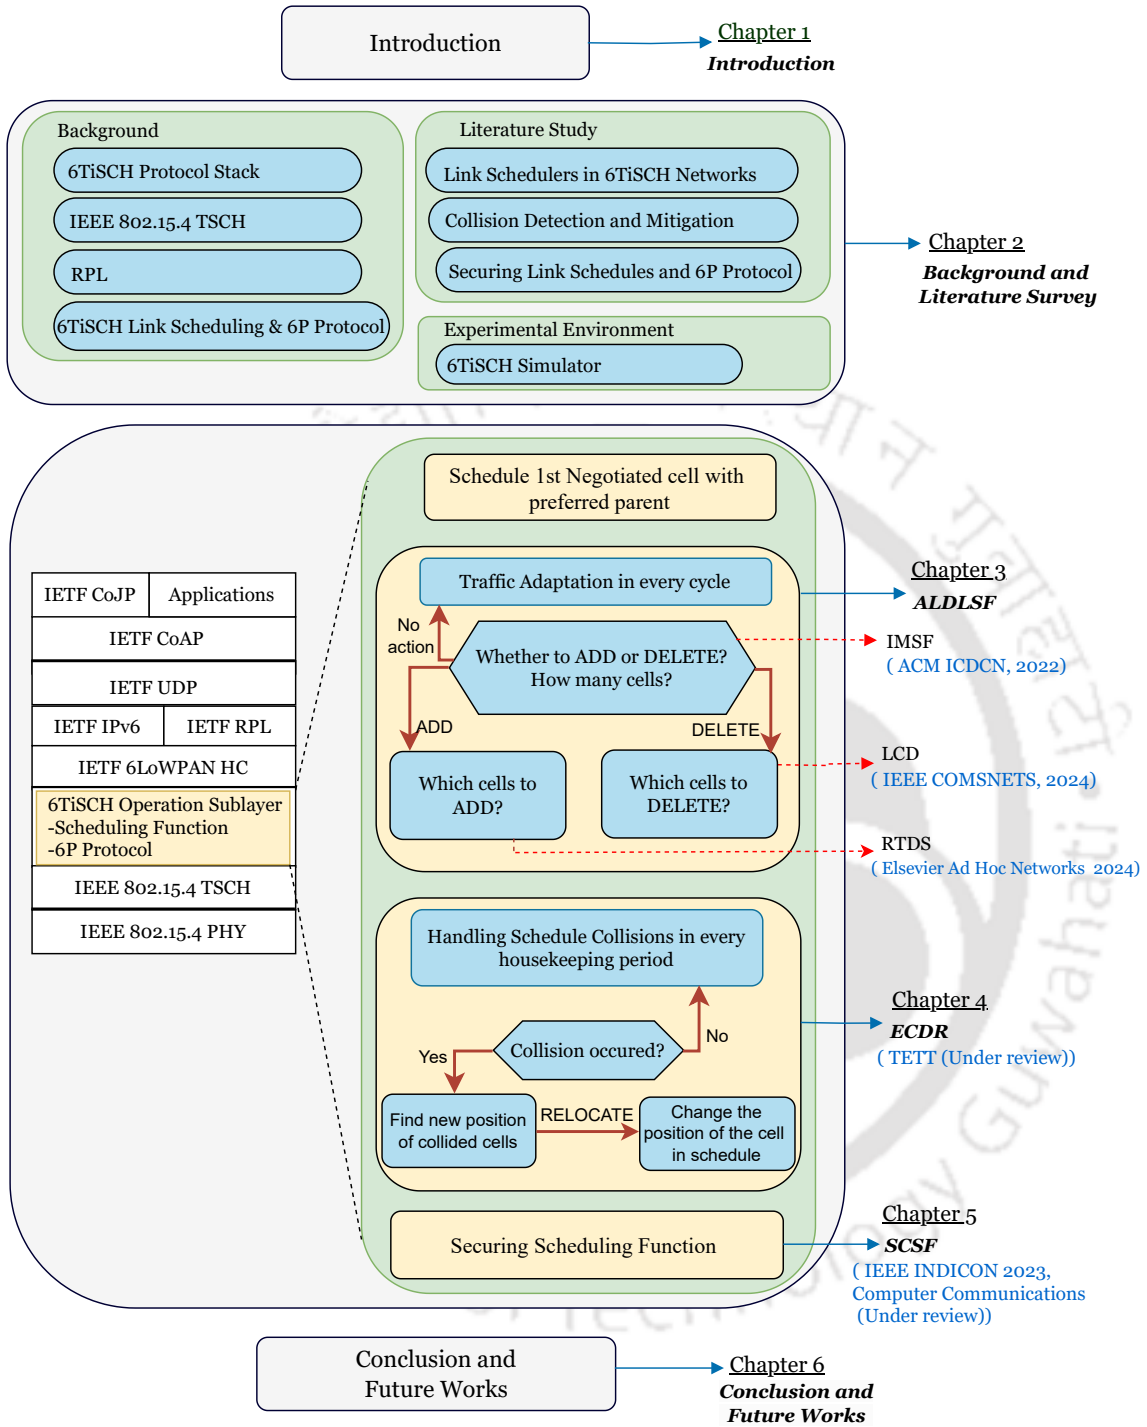 Introduction
Chapter 1
Introduction
Background
6TiSCH Protocol Stack
IEEE 802.15.4 TSCH
RPL
6TiSCH Link Scheduling & 6P Protocol
Literature Study
Link Schedulers in 6TiSCH Networks
Collision Detection and Mitigation
Securing Link Schedules and 6P Protocol
Experimental Environment
6TiSCH Simulator
Chapter 2
Background and
Literature Survey
IETF CoJP
Applications
IETF CoAP
IETF UDP
IETF IPv6
IETF RPL
IETF 6LoWPAN HC
6TiSCH Operation Sublayer
-Scheduling Function
-6P Protocol
IEEE 802.15.4 TSCH
IEEE 802.15.4 PHY
Schedule 1st Negotiated cell with
preferred parent
Traffic Adaptation in every cycle
No
action
Whether to ADD or DELETE?
How many cells?
ADD
DELETE
Which cells to
ADD?
Which cells to
DELETE?
Chapter 3
ALDLSF
IMSF
( ACM ICDCN, 2022)
LCD
( IEEE COMSNETS, 2024)
RTDS
( Elsevier Ad Hoc Networks 2024)
Handling Schedule Collisions in every
housekeeping period
Collision occured?
Yes
No
Find new position
of collided cells
RELOCATE
Change the
position of the cell
in schedule
Chapter 4
ECDR
( TETT (Under review))
Securing Scheduling Function
Chapter 5
SCSF
( IEEE INDICON 2023,
Computer Communications
(Under review))
Conclusion and
Future Works
Chapter 6
Conclusion and
Future Works